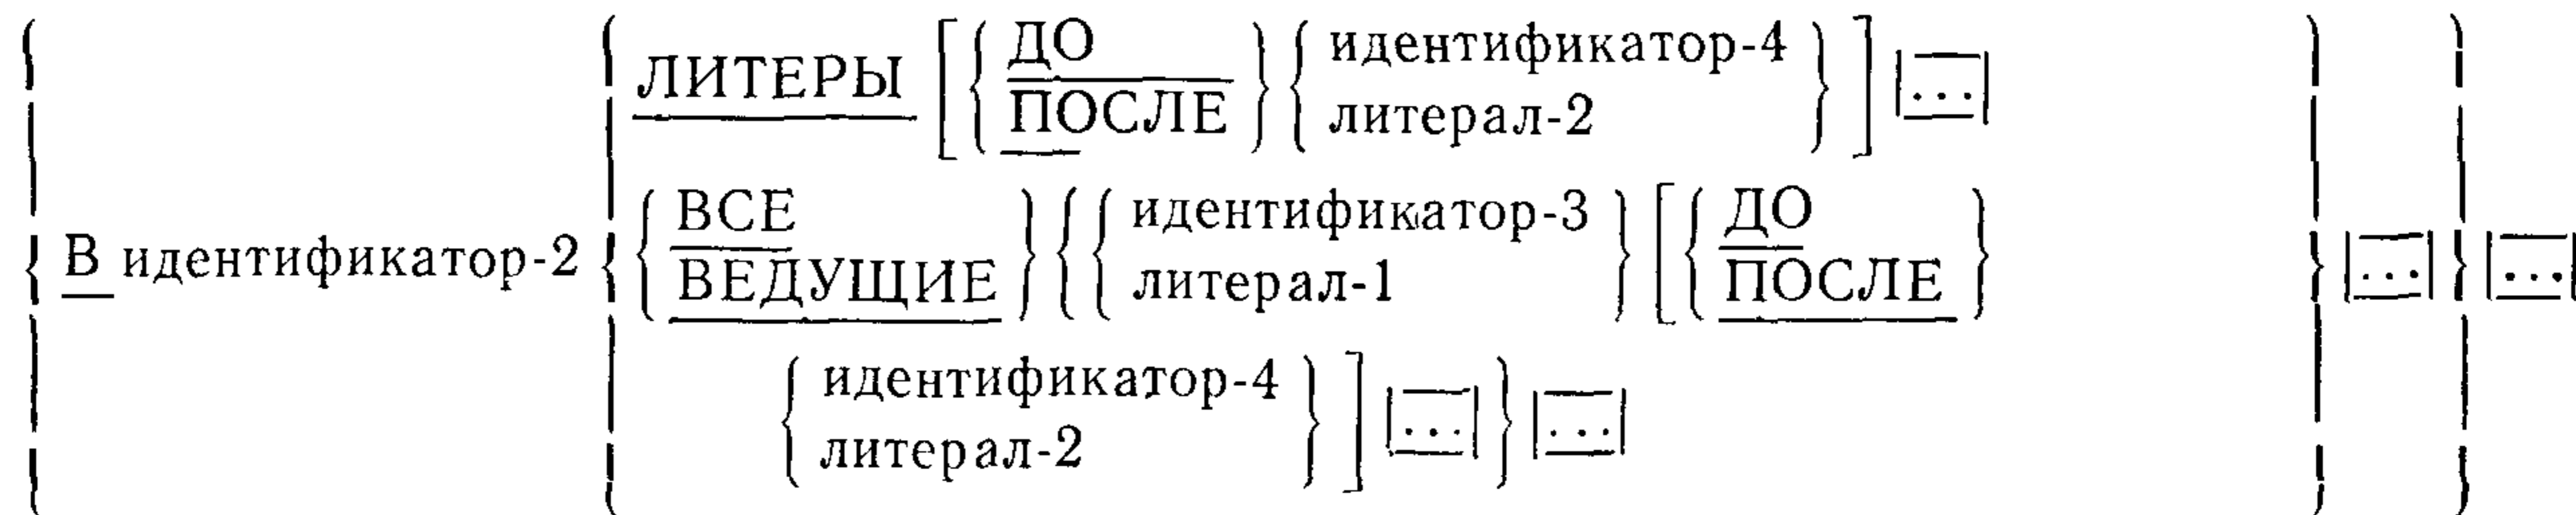 { В идентификатор-2 { ЛИТЕРЫ [ { ДО | ПОСЛЕ } { идентификатор-4 | литерал-2 } ] ...
{ ВСЕ | ВЕДУЩИЕ } { { идентификатор-3 | литерал-1 } [ { ДО | ПОСЛЕ }
{ идентификатор-4 | литерал-2 } ] ... } ... } ... } ...